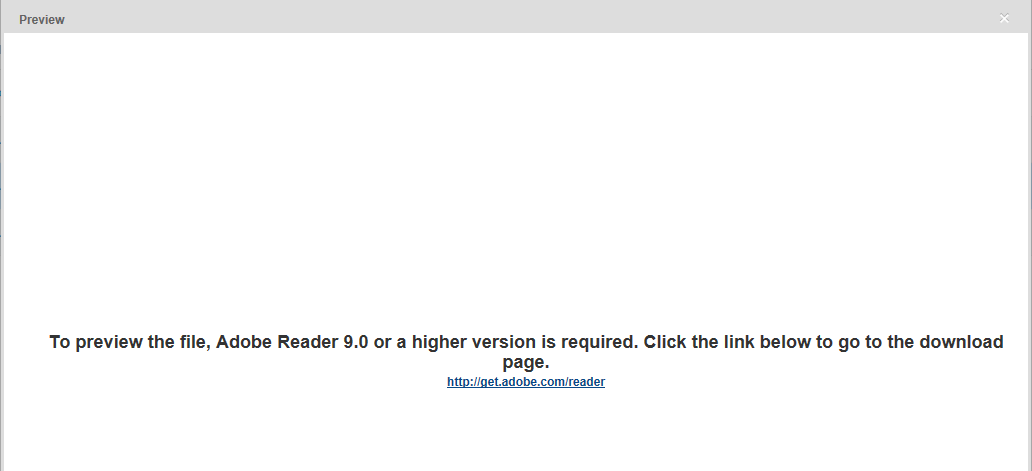 Preview
To preview the file, Adobe Reader 9.0 or a higher version is required. Click the link below to go to the download
page.
http://get.adobe.com/reader